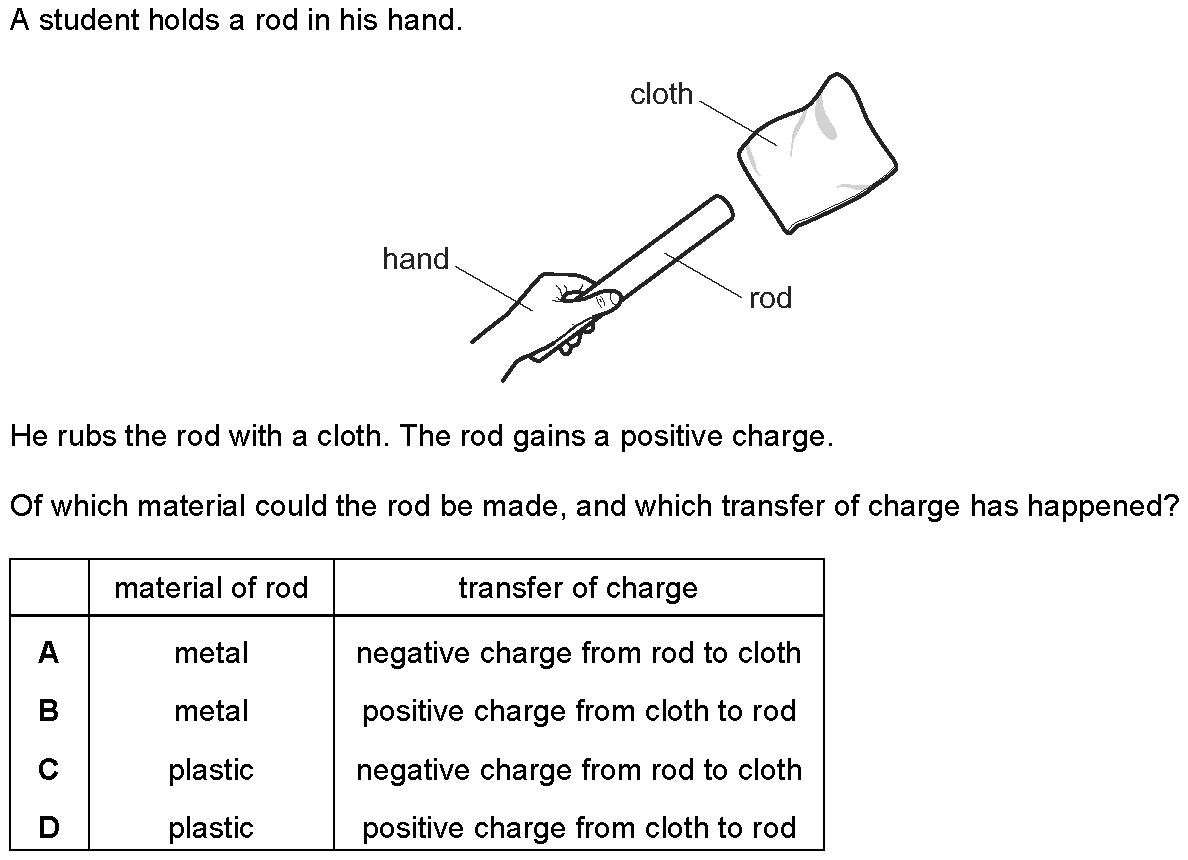 A student holds a rod in his hand.
cloth
hand
rod
He rubs the rod with a cloth. The rod gains a positive charge.
Of which material could the rod be made, and which transfer of charge has happened?
material of rod transfer of charge
A metal negative charge from rod to cloth
B metal positive charge from cloth to rod
C plastic negative charge from rod to cloth
D plastic positive charge from cloth to rod